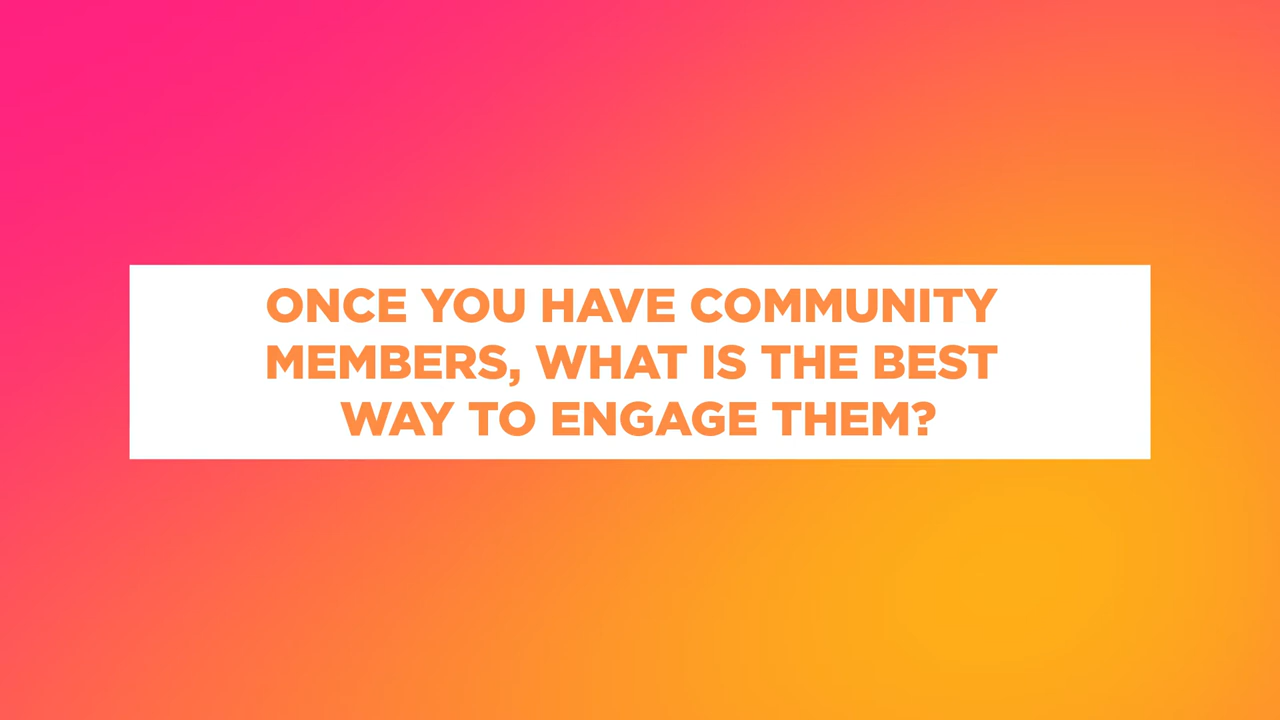 ONCE YOU HAVE COMMUNITY
MEMBERS, WHAT IS THE BEST
WAY TO ENGAGE THEM?